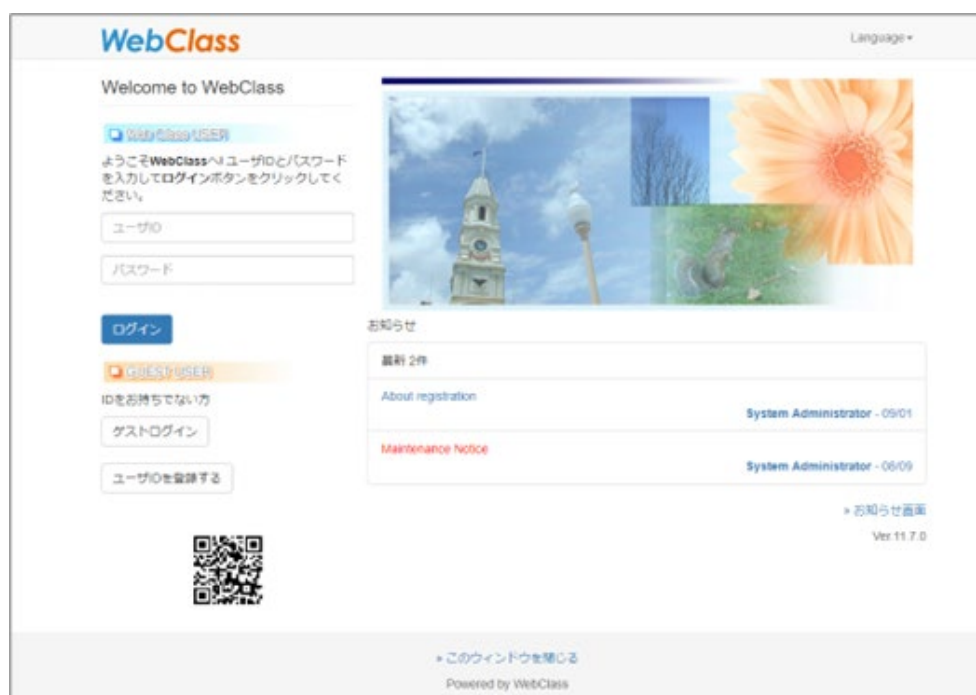 WebClass
Language
Welcome to WebClass
Web Class USER
ようこそWebClassへ! ユーザIDとパスワード
を入力してログインボタンをクリックしてく
ださい。
ユーザID
パスワード
ログイン
GUEST USER
IDをお持ちでない方
ゲストログイン
ユーザIDを登録する
お知らせ
最新 2件
About registration
System Administrator - 09/01
Maintenance Notice
System Administrator - 06/09
» お知らせ画面
Ver.11.7.0
» このウィンドウを閉じる
Powered by WebClass